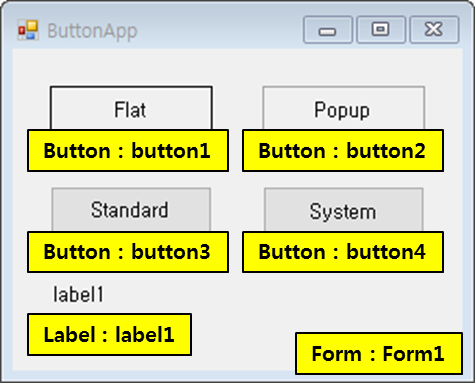 ButtonApp
Flat
Popup
Button : button1
Button : button2
Standard
System
Button : button3
Button : button4
label1
Label : label1
Form : Form1